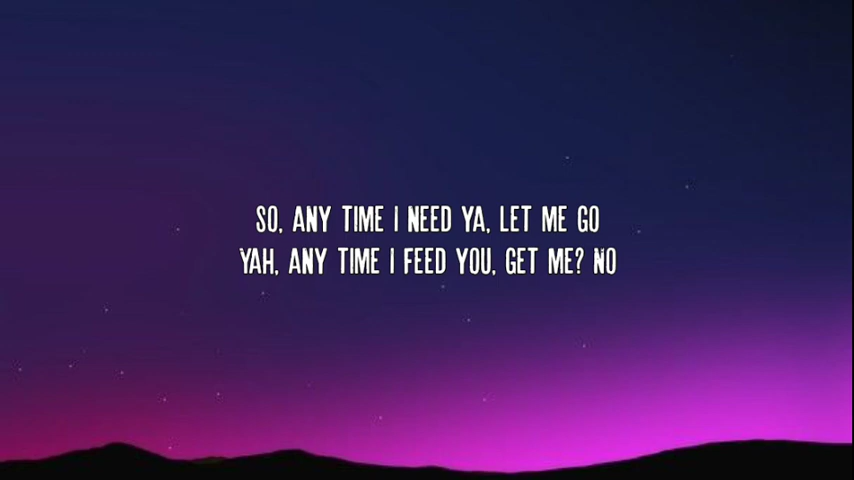 SO, ANY TIME I NEED YA, LET ME GO
YAH, ANY TIME I FEED YOU, GET ME? NO